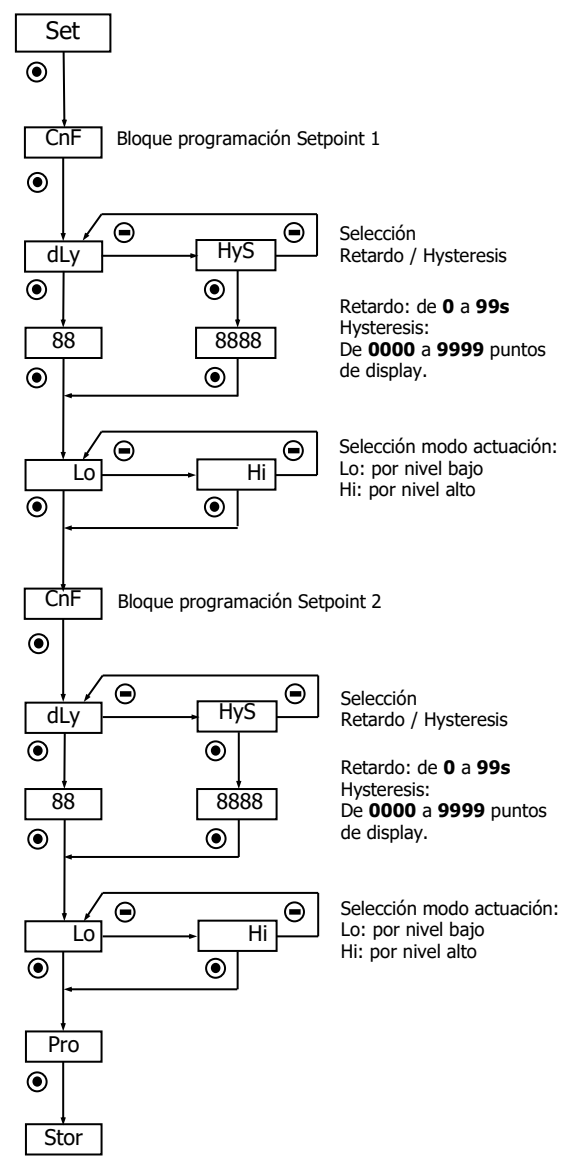 Set
CnF
Bloque programación Setpoint 1
dLy
HyS
Selección
Retardo / Hysteresis
88
8888
Retardo: de 0 a 99s
Hysteresis:
De 0000 a 9999 puntos
de display.
Lo
Hi
Selección modo actuación:
Lo: por nivel bajo
Hi: por nivel alto
CnF
Bloque programación Setpoint 2
dLy
HyS
Selección
Retardo / Hysteresis
88
8888
Retardo: de 0 a 99s
Hysteresis:
De 0000 a 9999 puntos
de display.
Lo
Hi
Selección modo actuación:
Lo: por nivel bajo
Hi: por nivel alto
Pro
Stor